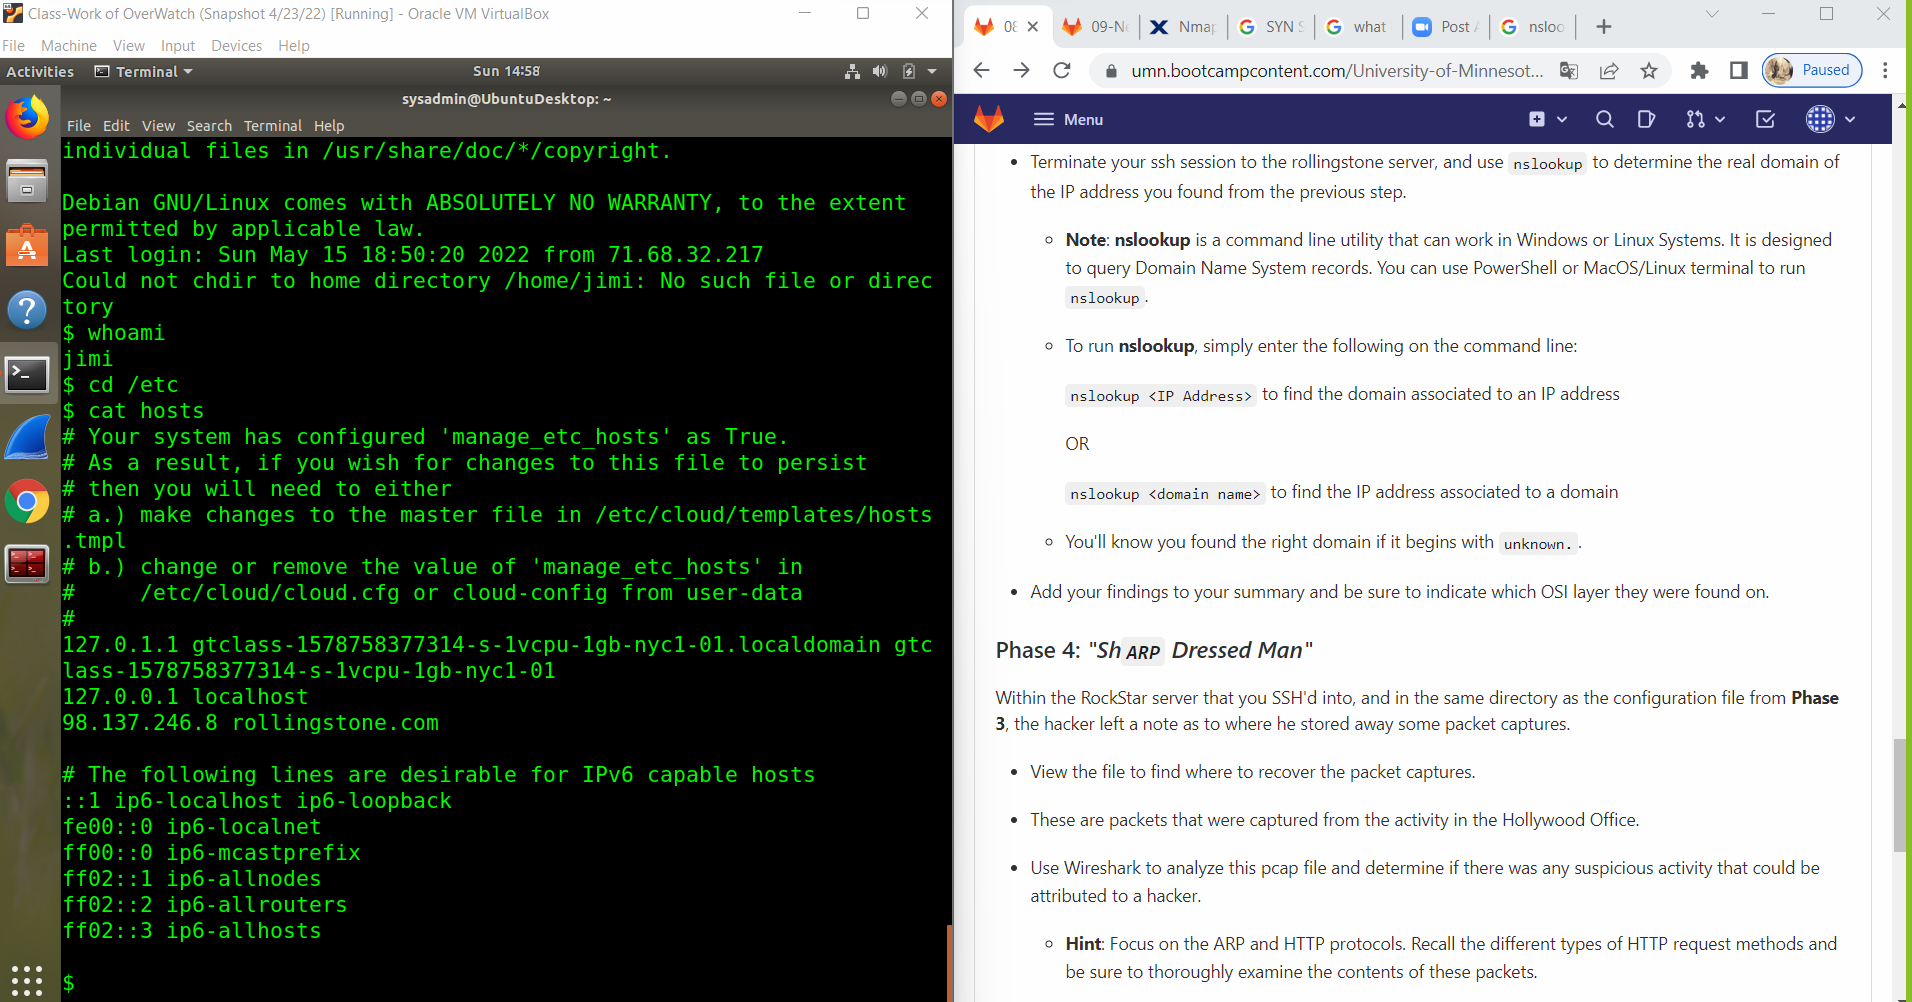 Class-Work of OverWatch (Snapshot 4/23/22) [Running] - Oracle VM VirtualBox
File Machine View Input Devices Help
Activities Terminal Sun 14:58
sysadmin@UbuntuDesktop: ~
File Edit View Search Terminal Help
individual files in /usr/share/doc/*/copyright.
Debian GNU/Linux comes with ABSOLUTELY NO WARRANTY, to the extent
permitted by applicable law.
Last login: Sun May 15 18:50:20 2022 from 71.68.32.217
Could not chdir to home directory /home/jimi: No such file or direc
tory
$ whoami
jimi
$ cd /etc
$ cat hosts
# Your system has configured 'manage_etc_hosts' as True.
# As a result, if you wish for changes to this file to persist
# then you will need to either
# a.) make changes to the master file in /etc/cloud/templates/hosts
.tmpl
# b.) change or remove the value of 'manage_etc_hosts' in
#     /etc/cloud/cloud.cfg or cloud-config from user-data
#
127.0.1.1 gtclass-1578758377314-s-1vcpu-1gb-nyc1-01.localdomain gtc
lass-1578758377314-s-1vcpu-1gb-nyc1-01
127.0.0.1 localhost
98.137.246.8 rollingstone.com
# The following lines are desirable for IPv6 capable hosts
::1 ip6-localhost ip6-loopback
fe00::0 ip6-localnet
ff00::0 ip6-mcastprefix
ff02::1 ip6-allnodes
ff02::2 ip6-allrouters
ff02::3 ip6-allhosts
$
08 09-Ne Nmap SYN S what Post A nsloo
umn.bootcampcontent.com/University-of-Minnesot... Paused
Menu
• Terminate your ssh session to the rollingstone server, and use nslookup to determine the real domain of
the IP address you found from the previous step.
Note: nslookup is a command line utility that can work in Windows or Linux Systems. It is designed
to query Domain Name System records. You can use PowerShell or MacOS/Linux terminal to run
nslookup.
To run nslookup, simply enter the following on the command line:
nslookup <IP Address> to find the domain associated to an IP address
OR
nslookup <domain name> to find the IP address associated to a domain
You'll know you found the right domain if it begins with unknown. .
• Add your findings to your summary and be sure to indicate which OSI layer they were found on.
Phase 4: "ShARP Dressed Man"
Within the RockStar server that you SSH'd into, and in the same directory as the configuration file from Phase
3, the hacker left a note as to where he stored away some packet captures.
• View the file to find where to recover the packet captures.
• These are packets that were captured from the activity in the Hollywood Office.
• Use Wireshark to analyze this pcap file and determine if there was any suspicious activity that could be
attributed to a hacker.
Hint: Focus on the ARP and HTTP protocols. Recall the different types of HTTP request methods and
be sure to thoroughly examine the contents of these packets.